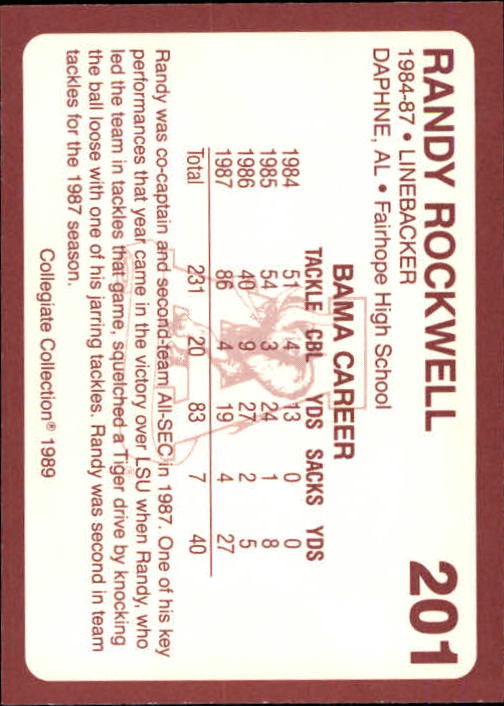 RANDY ROCKWELL 201
1984-87 • LINEBACKER
DAPHNE, AL • Fairhope High School
BAMA CAREER
TACKLE CBL YDS SACKS YDS
1984 51 4 13 0 0
1985 54 3 24 1 8
1986 40 9 27 2 5
1987 86 4 19 4 27
Total 231 20 83 7 40
Randy was co-captain and second-team All-SEC in 1987. One of his key
performances that year came in the victory over LSU when Randy, who
led the team in tackles that game, squelched a Tiger drive by knocking
the ball loose with one of his jarring tackles. Randy was second in team
tackles for the 1987 season.
Collegiate Collection® 1989